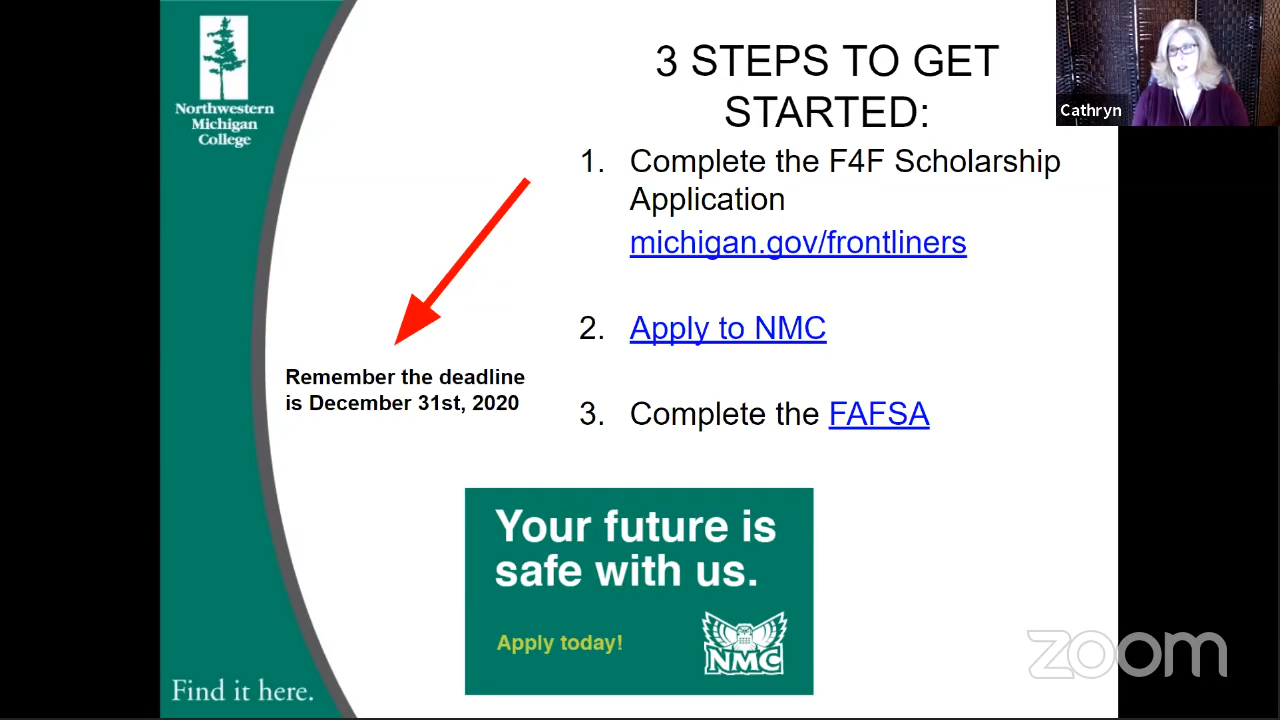 Northwestern
Michigan
College
3 STEPS TO GET
STARTED:
Cathryn
1. Complete the F4F Scholarship
Application
michigan.gov/frontliners
2. Apply to NMC
Remember the deadline
is December 31st, 2020
3. Complete the FAFSA
Your future is
safe with us.
Apply today!
NMC
zoom
Find it here.